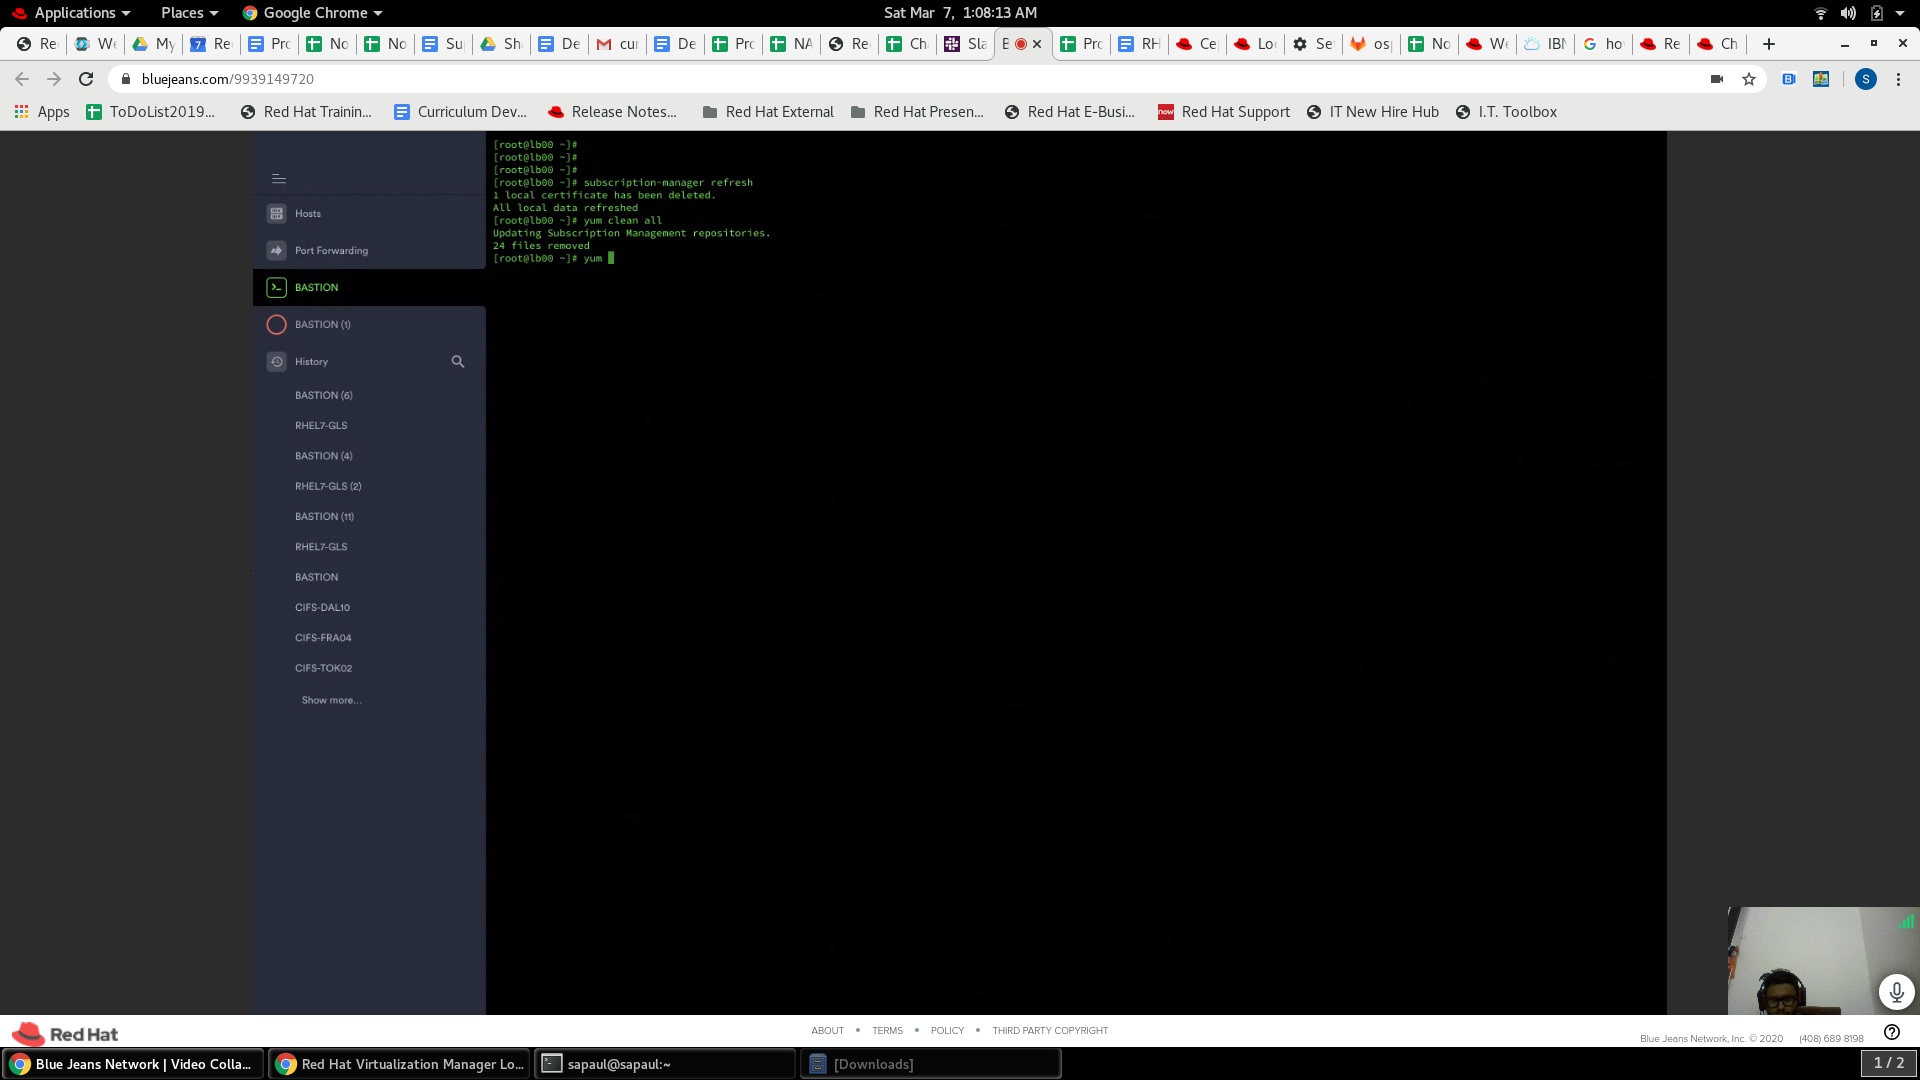 Applications
Places
Google Chrome
Sat Mar 7, 1:08:13 AM
Re
We
My
7
Re
Pro
No
No
Su
Sh
De
cur
De
Pro
NA
Re
Ch
Sla
B
Pro
RH
Ce
Lo
Se
osp
No
We
IBM
G
ho
Re
Ch
bluejeans.com/9939149720
S
Apps
ToDoList2019...
Red Hat Trainin...
Curriculum Dev...
Release Notes...
Red Hat External
Red Hat Presen...
Red Hat E-Busi...
now
Red Hat Support
IT New Hire Hub
I.T. Toolbox
Hosts
Port Forwarding
BASTION
BASTION (1)
History
BASTION (6)
RHEL7-GLS
BASTION (4)
RHEL7-GLS (2)
BASTION (11)
RHEL7-GLS
BASTION
CIFS-DAL10
CIFS-FRA04
CIFS-TOK02
Show more...
[root@lb00 ~]#
[root@lb00 ~]#
[root@lb00 ~]#
[root@lb00 ~]# subscription-manager refresh
1 local certificate has been deleted.
All local data refreshed
[root@lb00 ~]# yum clean all
Updating Subscription Management repositories.
24 files removed
[root@lb00 ~]# yum
Red Hat
ABOUT • TERMS • POLICY • THIRD PARTY COPYRIGHT
Blue Jeans Network, Inc. © 2020 (408) 689 8198
Blue Jeans Network | Video Colla...
Red Hat Virtualization Manager Lo...
sapaul@sapaul:~
[Downloads]
1 / 2